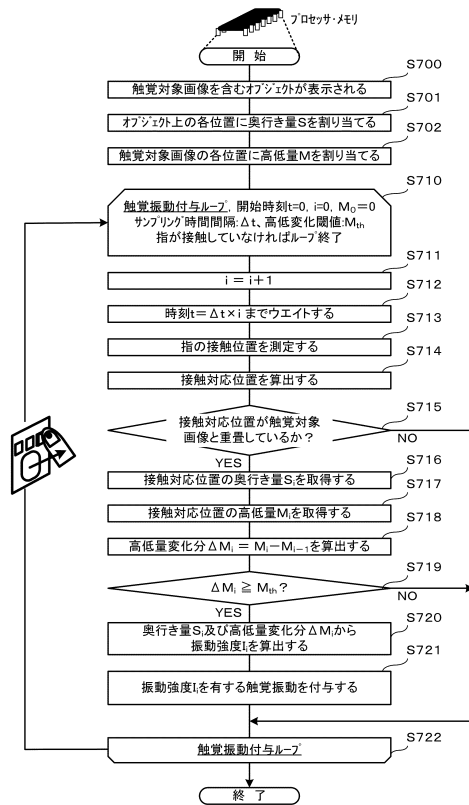 プロセッサ・メモリ
開 始
S700
触覚対象画像を含むオブジェクトが表示される
S701
オブジェクト上の各位置に奥行き量Sを割り当てる
S702
触覚対象画像の各位置に高低量Mを割り当てる
S710
触覚振動付与ループ, 開始時刻t=0, i=0, M0=0
サンプリング時間間隔:Δt、高低変化閾値:Mth
指が接触していなければループ終了
S711
i = i+1
S712
時刻t=Δt×i までウエイトする
S713
指の接触位置を測定する
S714
接触対応位置を算出する
S715
接触対応位置が触覚対象
画像と重畳しているか?
NO
YES
S716
接触対応位置の奥行き量Siを取得する
S717
接触対応位置の高低量Miを取得する
S718
高低量変化分ΔMi = Mi−Mi−1を算出する
S719
ΔMi ≧ Mth?
NO
YES
S720
奥行き量Si及び高低量変化分ΔMiから
振動強度Iiを算出する
S721
振動強度Iiを有する触覚振動を付与する
S722
触覚振動付与ループ
終 了